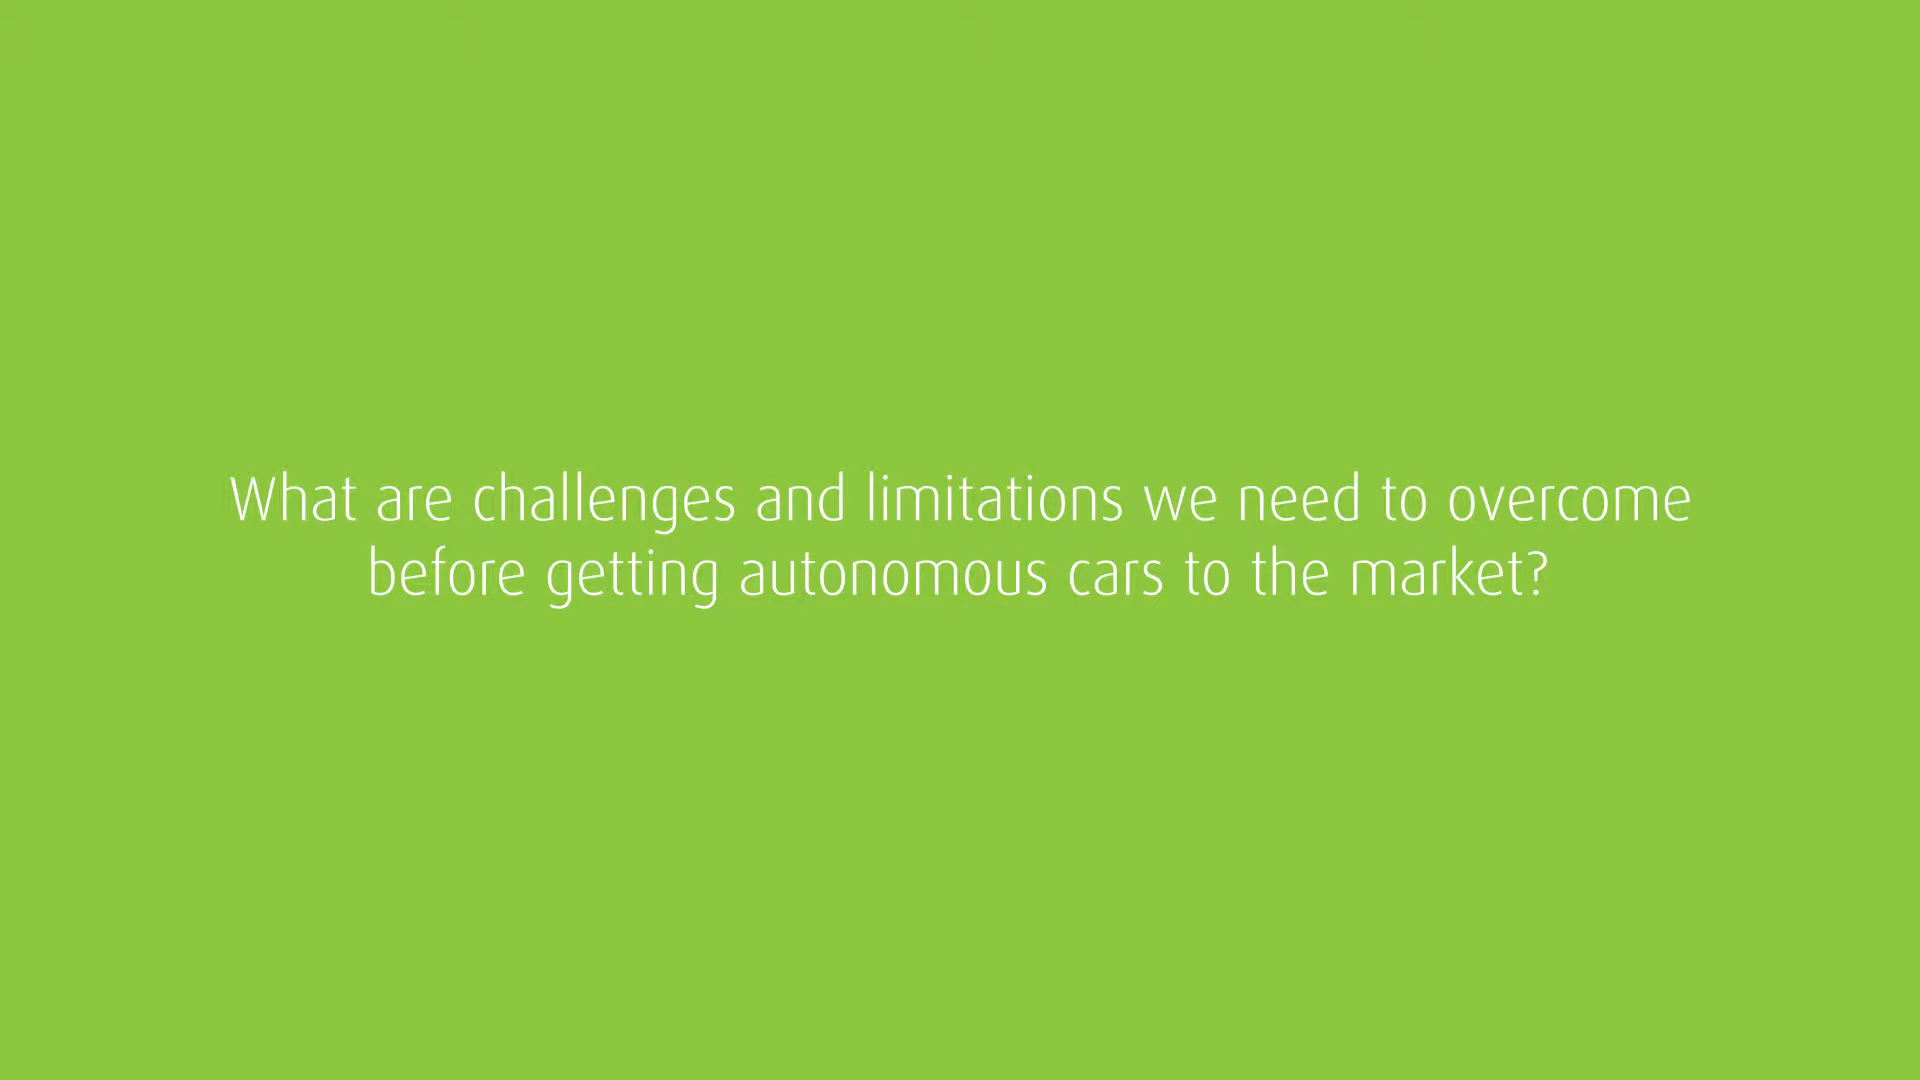 What are challenges and limitations we need to overcome
before getting autonomous cars to the market?